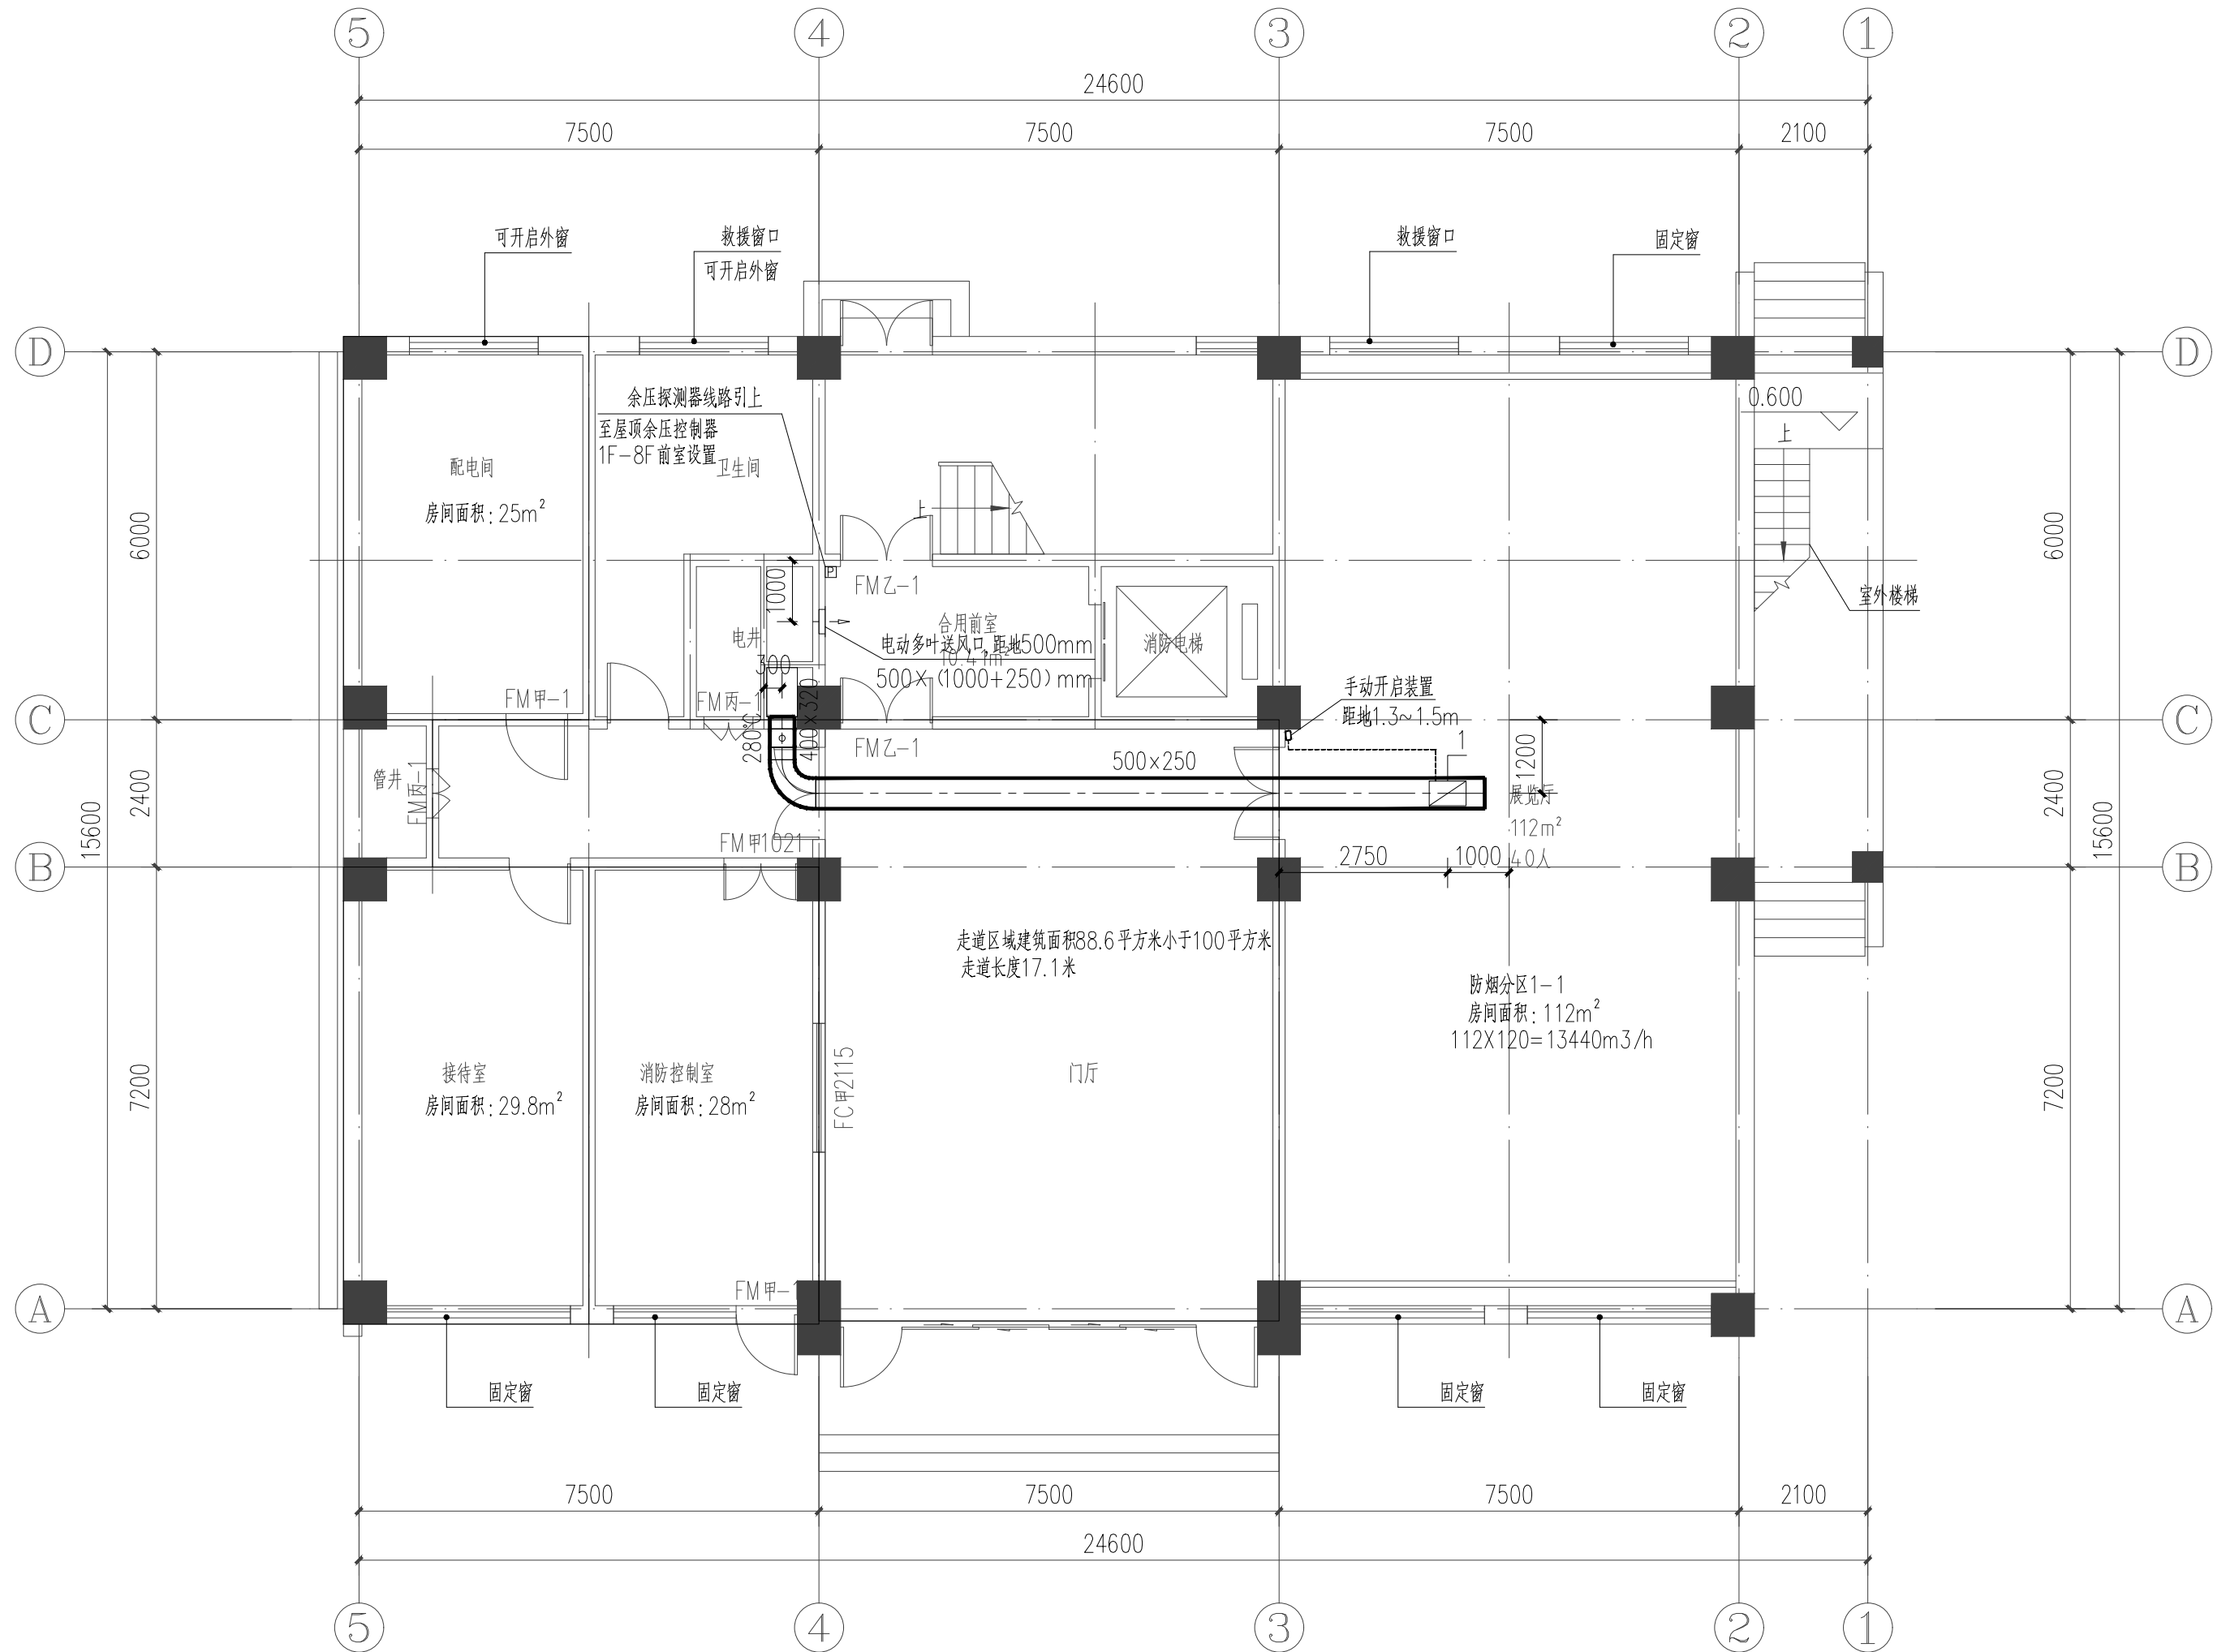 5
4
3
2
1
24600
7500
7500
7500
2100
可开启外窗
救援窗口
可开启外窗
救援窗口
固定窗
D
D
0.600
上
余压探测器线路引上
至屋顶余压控制器
1F-8F前室设置
卫生间
配电间
房间面积:25m²
上
6000
6000
1000
P
FM乙-1
室外楼梯
电井
合用前室
10.41m²
电动多叶送风口,距地500mm
500X(1000+250)mm
消防电梯
300
手动开启装置
距地1.3~1.5m
FM甲-1
FM丙-1
C
C
280℃
400×320
FM乙-1
500×250
1
1200
管井
FM丙-1
2400
2400
15600
15600
展览厅
112m²
40人
FM甲1021
2750
1000
B
B
走道区域建筑面积88.6平方米小于100平方米
走道长度17.1米
防烟分区1-1
房间面积:112m²
112X120=13440m3/h
接待室
房间面积:29.8m²
消防控制室
房间面积:28m²
FC甲2115
门厅
7200
7200
FM甲-1
A
A
固定窗
固定窗
固定窗
固定窗
7500
7500
7500
2100
24600
5
4
3
2
1